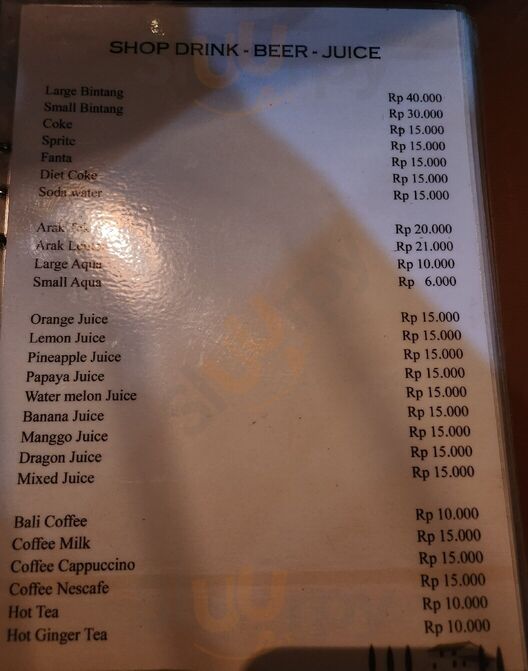 SHOP DRINK - BEER - JUICE
Large Bintang Rp 40.000
Small Bintang Rp 30.000
Coke Rp 15.000
Sprite Rp 15.000
Fanta Rp 15.000
Diet Coke Rp 15.000
Soda water Rp 15.000
Arak Rp 20.000
Arak Rp 21.000
Large Aqua Rp 10.000
Small Aqua Rp 6.000
Orange Juice Rp 15.000
Lemon Juice Rp 15.000
Pineapple Juice Rp 15.000
Papaya Juice Rp 15.000
Water melon Juice Rp 15.000
Banana Juice Rp 15.000
Manggo Juice Rp 15.000
Dragon Juice Rp 15.000
Mixed Juice Rp 15.000
Bali Coffee Rp 10.000
Coffee Milk Rp 15.000
Coffee Cappuccino Rp 15.000
Coffee Nescafe Rp 15.000
Hot Tea Rp 10.000
Hot Ginger Tea Rp 10.000